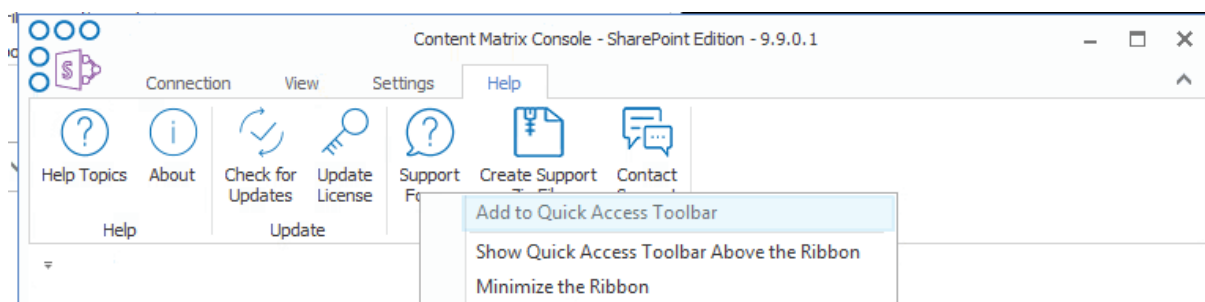 Content Matrix Console - SharePoint Edition - 9.9.0.1
Connection View Settings Help
Help Topics About Check for Update Support Create Support Contact
Updates License
Help Update
Add to Quick Access Toolbar
Show Quick Access Toolbar Above the Ribbon
Minimize the Ribbon